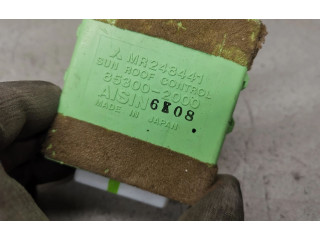 MR248441
SUN ROOF CONTROL
85300-2000
AISIN 6K08
MADE IN JAPAN